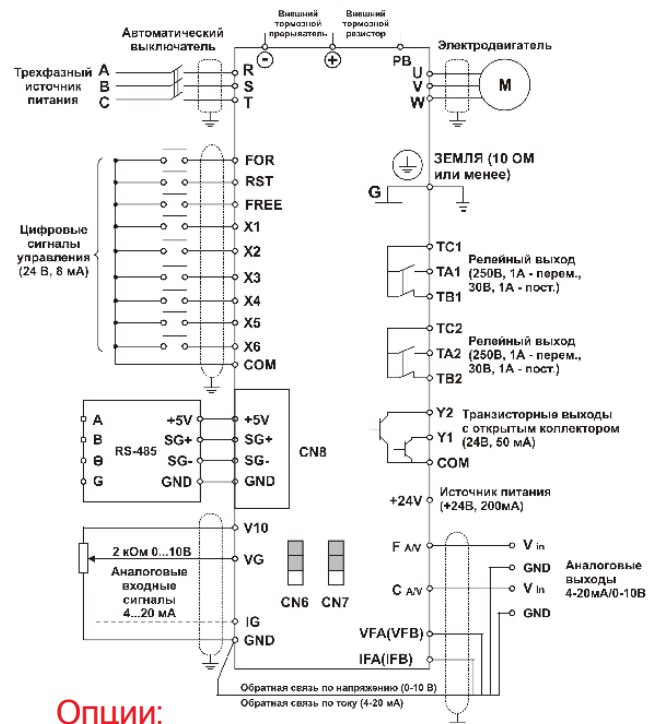 Внешний тормозной прерыватель
Внешний тормозной резистор
Автоматический выключатель
Электродвигатель
PB
Трехфазный источник питания
A
B
C
R
S
T
U
V
W
M
ЗЕМЛЯ (10 ОМ или менее)
G
FOR
RST
FREE
X1
X2
X3
X4
X5
X6
COM
Цифровые сигналы управления (24 В, 8 мА)
TC1
TA1
TB1
Релейный выход (250В, 1А - перем., 30В, 1А - пост.)
TC2
TA2
TB2
Релейный выход (250В, 1А - перем., 30В, 1А - пост.)
A
B
Θ
G
RS-485
+5V
SG+
SG-
GND
+5V
SG+
SG-
GND
CN8
Y2
Y1
COM
Транзисторные выходы с открытым коллектором (24В, 50 мА)
+24V
Источник питания (+24В, 200мА)
V10
VG
2 кОм 0...10В
Аналоговые входные сигналы 4...20 мА
IG
GND
CN6
CN7
F A/V
C A/V
VFA(VFB)
IFA(IFB)
V in
GND
V In
GND
Аналоговые выходы 4-20мА/0-10В
Обратная связь по напряжению (0-10 В)
Обратная связь по току (4-20 мА)
Опции: